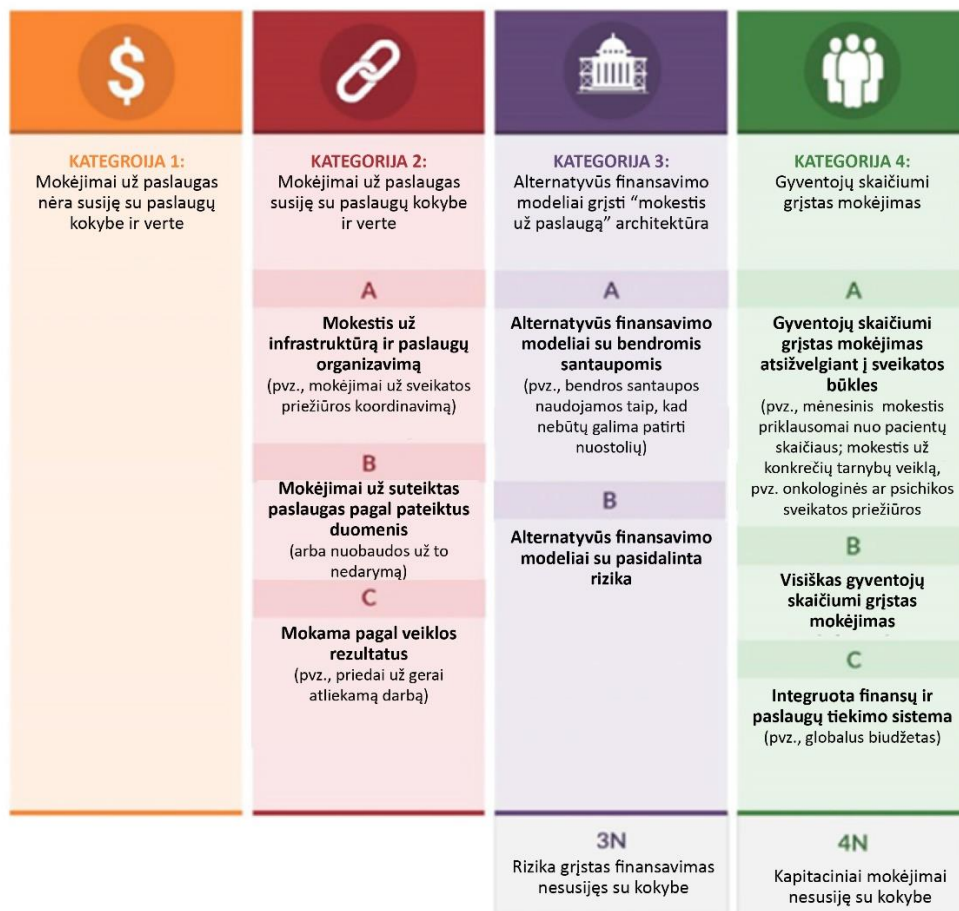 $
KATEGROIJA 1:
Mokėjimai už paslaugas
nėra susiję su paslaugų
kokybe ir verte
KATEGORIJA 2:
Mokėjimai už paslaugas
susiję su paslaugų kokybe
ir verte
A
Mokestis už
infrastruktūrą ir paslaugų
organizavimą
(pvz., mokėjimai už sveikatos
priežiūros koordinavimą)
B
Mokėjimai už suteiktas
paslaugas pagal pateiktus
duomenis
(arba nuobaudos už to
nedarymą)
C
Mokama pagal veiklos
rezultatus
(pvz., priedai už gerai
atliekamą darbą)
KATEGORIJA 3:
Alternatyvūs finansavimo
modeliai grįsti “mokestis
už paslaugą” architektūra
A
Alternatyvūs finansavimo
modeliai su bendromis
santaupomis
(pvz., bendros santaupos
naudojamos taip, kad
nebūtų galima patirti
nuostolių)
B
Alternatyvūs finansavimo
modeliai su pasidalinta
rizika
3N
Rizika grįstas finansavimas
nesusijęs su kokybe
KATEGORIJA 4:
Gyventojų skaičiumi
grįstas mokėjimas
A
Gyventojų skaičiumi
grįstas mokėjimas
atsižvelgiant į sveikatos
būkles
(pvz., mėnesinis mokestis
priklausomai nuo pacientų
skaičiaus; mokestis už
konkrečių tarnybų veiklą,
pvz. onkologinės ar psichikos
sveikatos priežiūros
B
Visiškas gyventojų
skaičiumi grįstas
mokėjimas
C
Integruota finansų ir
paslaugų tiekimo sistema
(pvz., globalus biudžetas)
4N
Kapitaciniai mokėjimai
nesusiję su kokybe